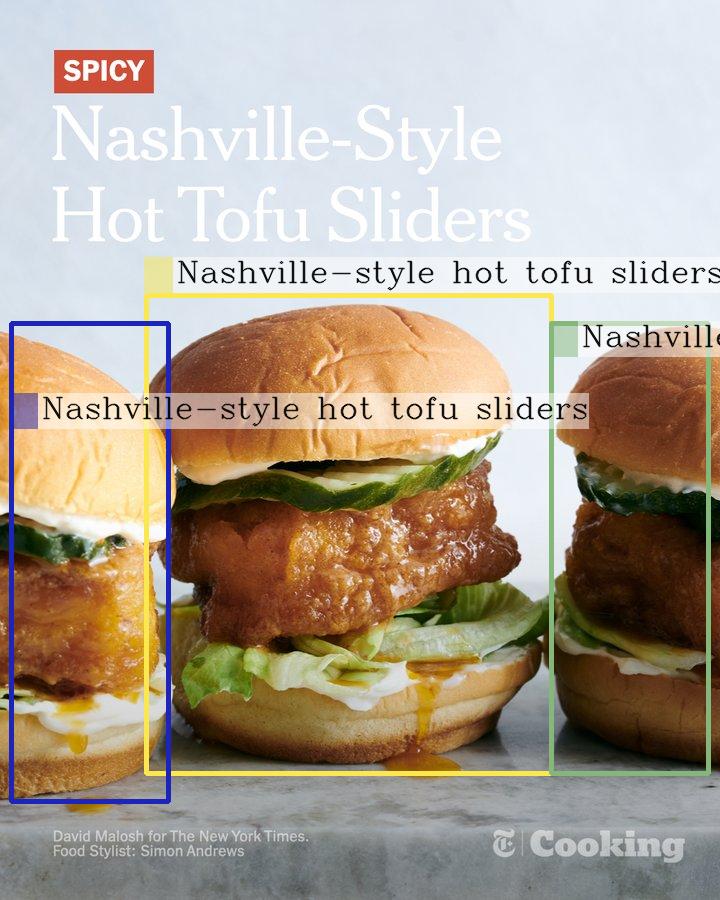 SPICY
Nashville-Style
Hot Tofu Sliders
Nashville-style hot tofu sliders
Nashville
Nashville-style hot tofu sliders
David Malosh for The New York Times.
Food Stylist: Simon Andrews
T Cooking